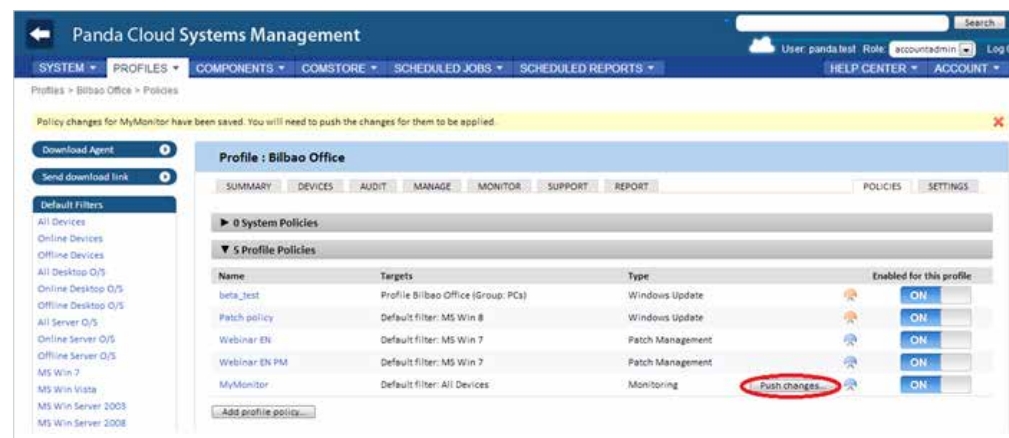 Search
Panda Cloud Systems Management
User: panda.test Role: accountadmin Log
SYSTEM PROFILES COMPONENTS COMSTORE SCHEDULED JOBS SCHEDULED REPORTS HELP CENTER ACCOUNT
Profiles > Bilbao Office > Policies
Policy changes for MyMonitor have been saved. You will need to push the changes for them to be applied.
Download Agent
Send download link
Default Filters
All Devices
Online Devices
Offline Devices
All Desktop O/S
Online Desktop O/S
Offline Desktop O/S
All Server O/S
Online Server O/S
Offline Server O/S
MS Win 7
MS Win Vista
MS Win Server 2003
MS Win Server 2008
Profile : Bilbao Office
SUMMARY DEVICES AUDIT MANAGE MONITOR SUPPORT REPORT POLICIES SETTINGS
0 System Policies
5 Profile Policies
Name Targets Type Enabled for this profile
beta_test Profile Bilbao Office (Group: PCs) Windows Update ON
Patch policy Default filter: MS Win 8 Windows Update ON
Webinar EN Default filter: MS Win 7 Patch Management ON
Webinar EN PM Default filter: MS Win 7 Patch Management ON
MyMonitor Default filter: All Devices Monitoring Push changes... ON
Add profile policy...